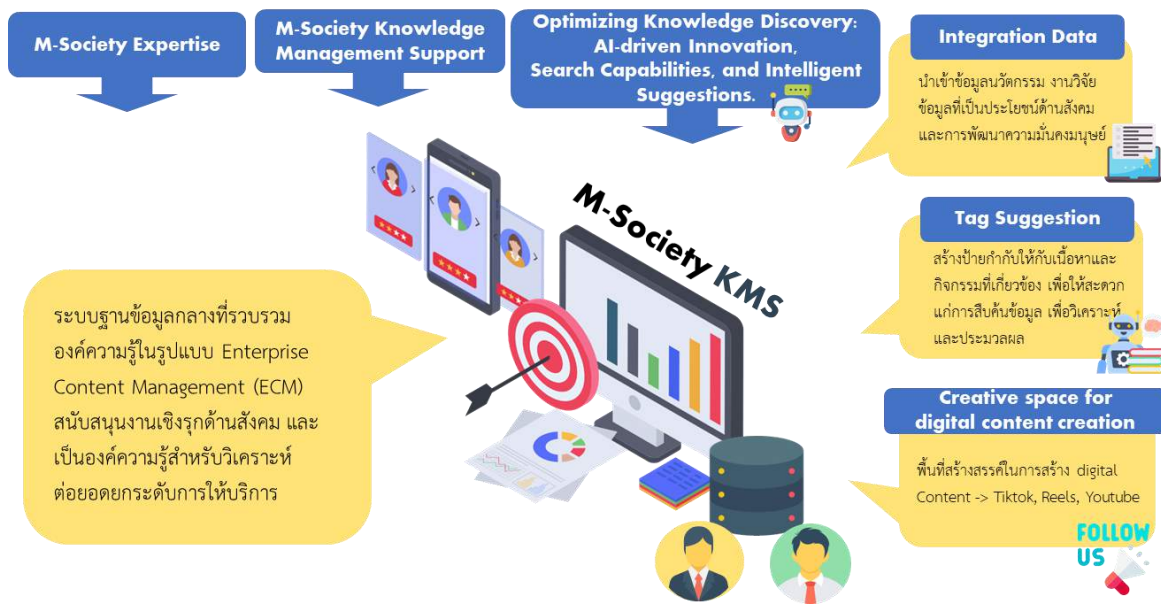 M-Society Expertise
M-Society Knowledge
Management Support
Optimizing Knowledge Discovery:
AI-driven Innovation,
Search Capabilities, and Intelligent
Suggestions.
Integration Data
นำเข้าข้อมูลนวัตกรรม งานวิจัย
ข้อมูลที่เป็นประโยชน์ด้านสังคม
และการพัฒนาความมั่นคงมนุษย์
M-Society KMS
Tag Suggestion
สร้างป้ายกำกับให้กับเนื้อหาและ
กิจกรรมที่เกี่ยวข้อง เพื่อให้สะดวก
แก่การสืบค้นข้อมูล เพื่อวิเคราะห์
และประมวลผล
ระบบฐานข้อมูลกลางที่รวบรวม
องค์ความรู้ในรูปแบบ Enterprise
Content Management (ECM)
สนับสนุนงานเชิงรุกด้านสังคม และ
เป็นองค์ความรู้สำหรับวิเคราะห์
ต่อยอดยกระดับการให้บริการ
Creative space for
digital content creation
พื้นที่สร้างสรรค์ในการสร้าง digital
Content -> Tiktok, Reels, Youtube
FOLLOW
US